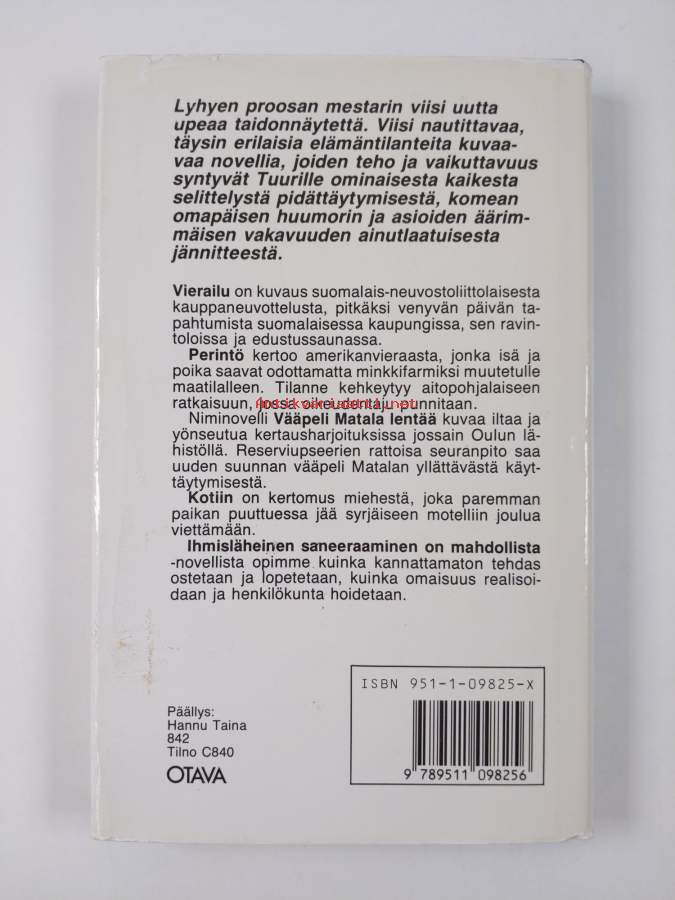 Lyhyen proosan mestarin viisi uutta
upeaa taidonnäytettä. Viisi nautittavaa,
täysin erilaisia elämäntilanteita kuvaa-
vaa novellia, joiden teho ja vaikuttavuus
syntyvät Tuurille ominaisesta kaikesta
selittelystä pidättäytymisestä, komean
omapäisen huumorin ja asioiden äärim-
mäisen vakavuuden ainutlaatuisesta
jännitteestä.
Vierailu on kuvaus suomalais-neuvostoliittolaisesta
kauppaneuvottelusta, pitkäksi venyvän päivän ta-
pahtumista suomalaisessa kaupungissa, sen ravin-
toloissa ja edustussaunassa.
Perintö kertoo amerikanvieraasta, jonka isä ja
poika saavat odottamatta minkkifarmiksi muutetulle
maatilalleen. Tilanne kehkeytyy aitopohjalaiseen
ratkaisuun, jossa oikeudentaju punnitaan.
Antikvariaatti.net
Niminovelli Vääpeli Matala lentää kuvaa iltaa ja
yönseutua kertausharjoituksissa jossain Oulun lä-
histöllä. Reserviupseerien rattoisa seuranpito saa
uuden suunnan vääpeli Matalan yllättävästä käyt-
täytymisestä.
Kotiin on kertomus miehestä, joka paremman
paikan puuttuessa jää syrjäiseen motelliin joulua
viettämään.
Ihmisläheinen saneeraaminen on mahdollista
-novellista opimme kuinka kannattamaton tehdas
ostetaan ja lopetetaan, kuinka omaisuus realisoi-
daan ja henkilökunta hoidetaan.
ISBN 951-1-09825-X
9 789511 098256
Päällys:
Hannu Taina
842
Tilno C840
OTAVA